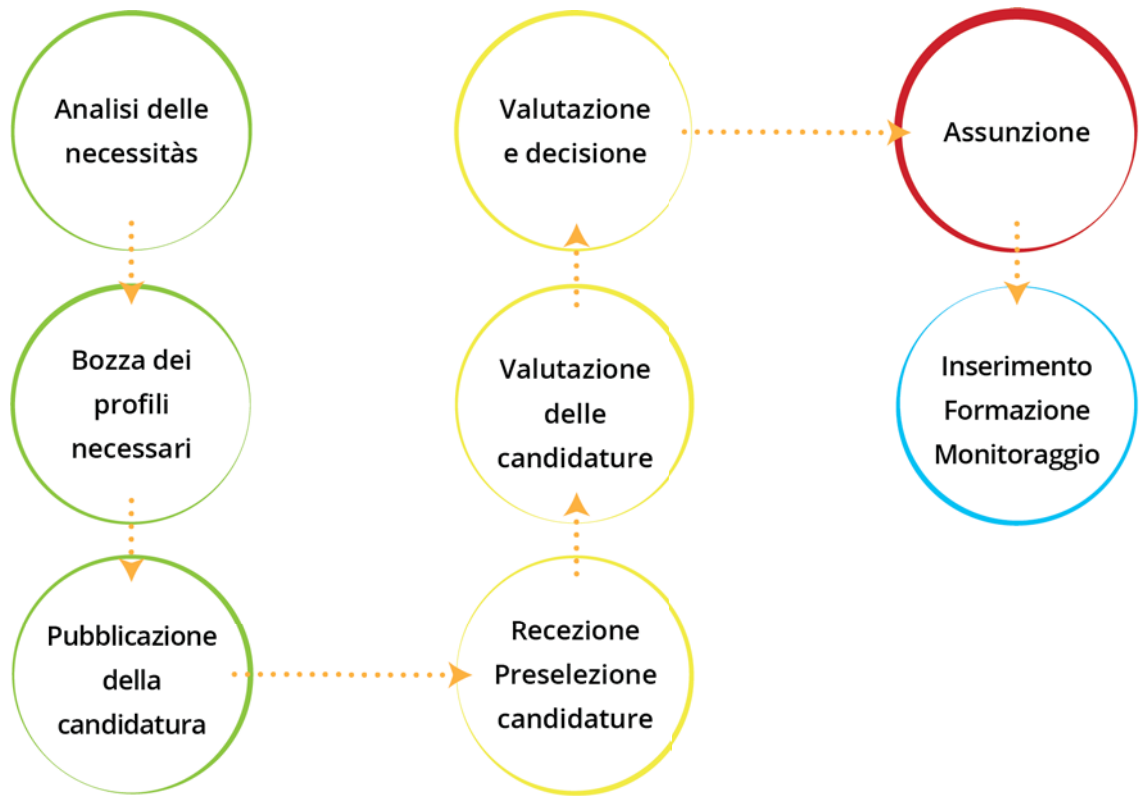 Analisi delle
necessitàs
Bozza dei
profili
necessari
Pubblicazione
della
candidatura
Recezione
Preselezione
candidature
Valutazione
delle
candidature
Valutazione
e decisione
Assunzione
Inserimento
Formazione
Monitoraggio